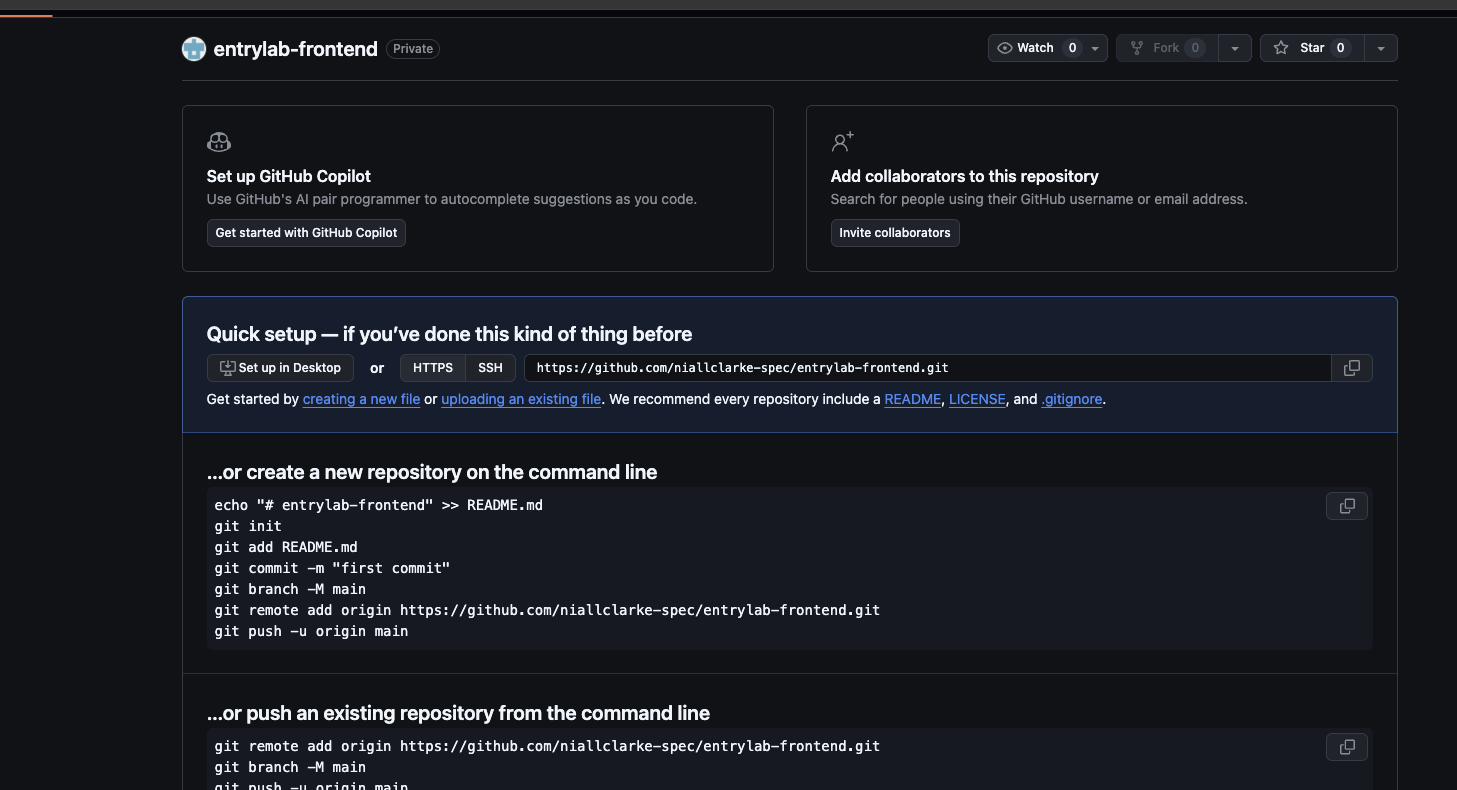 entrylab-frontend Private
Watch 0 Fork 0 Star 0
Set up GitHub Copilot
Use GitHub's AI pair programmer to autocomplete suggestions as you code.
Get started with GitHub Copilot
Add collaborators to this repository
Search for people using their GitHub username or email address.
Invite collaborators
Quick setup — if you've done this kind of thing before
Set up in Desktop or HTTPS SSH https://github.com/niallclarke-spec/entrylab-frontend.git
Get started by creating a new file or uploading an existing file. We recommend every repository include a README, LICENSE, and .gitignore.
...or create a new repository on the command line
echo "# entrylab-frontend" >> README.md
git init
git add README.md
git commit -m "first commit"
git branch -M main
git remote add origin https://github.com/niallclarke-spec/entrylab-frontend.git
git push -u origin main
...or push an existing repository from the command line
git remote add origin https://github.com/niallclarke-spec/entrylab-frontend.git
git branch -M main
git push -u origin main